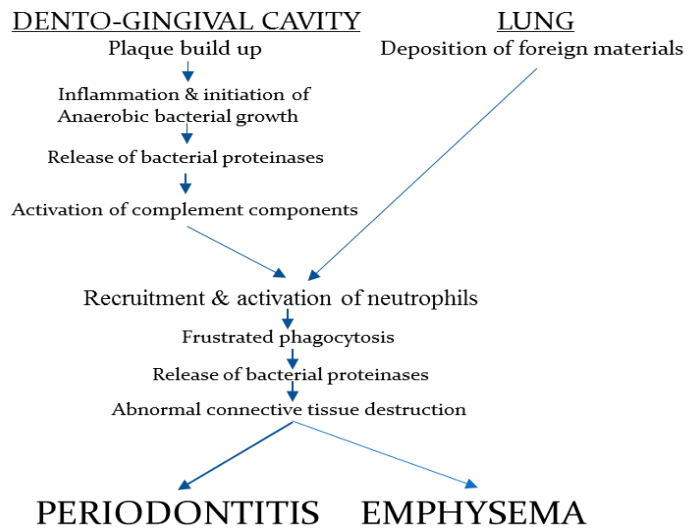 DENTO-GINGIVAL CAVITY
Plaque build up
LUNG
Deposition of foreign materials
Inflammation & initiation of
Anaerobic bacterial growth
Release of bacterial proteinases
Activation of complement components
Recruitment & activation of neutrophils
Frustrated phagocytosis
Release of bacterial proteinases
Abnormal connective tissue destruction
PERIODONTITIS
EMPHYSEMA